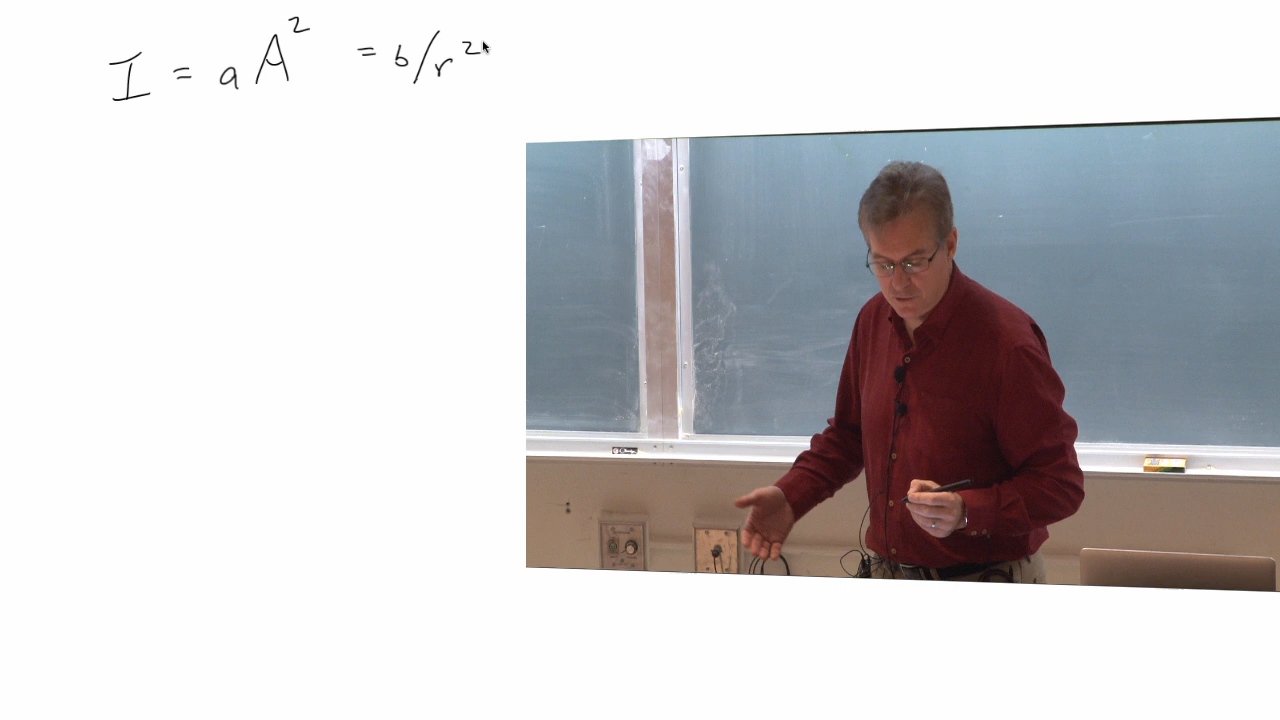 I = a A² = b/r²